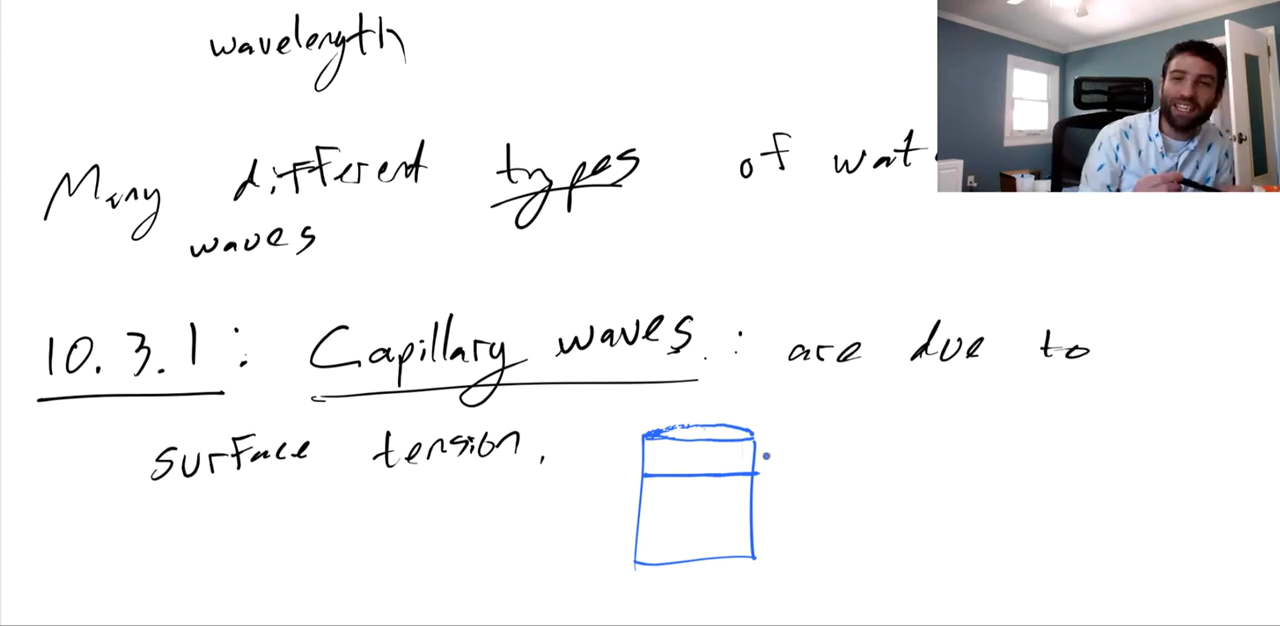 wavelength
Many different types of wat
waves
10.3.1: Capillary waves: are due to
surface tension.